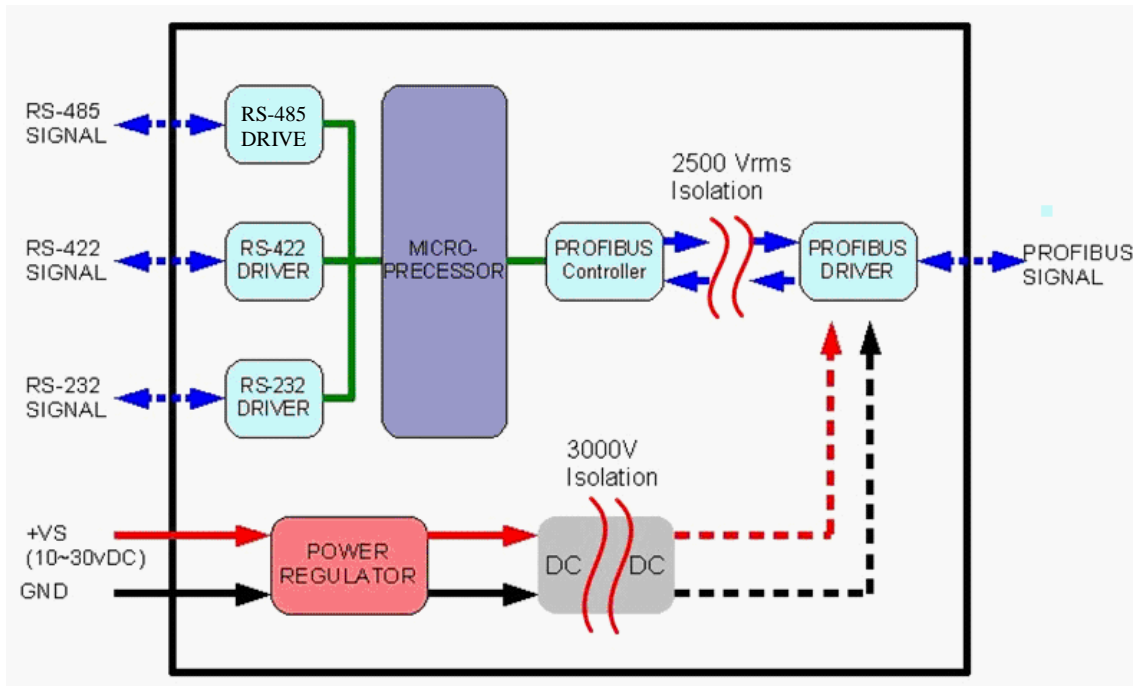 RS-485
SIGNAL
RS-485
DRIVE
2500 Vrms
Isolation
RS-422
SIGNAL
RS-422
DRIVER
MICRO-
PRECESSOR
PROFIBUS
Controller
PROFIBUS
DRIVER
PROFIBUS
SIGNAL
RS-232
SIGNAL
RS-232
DRIVER
3000V
Isolation
+VS
(10~30vDC)
GND
POWER
REGULATOR
DC
DC